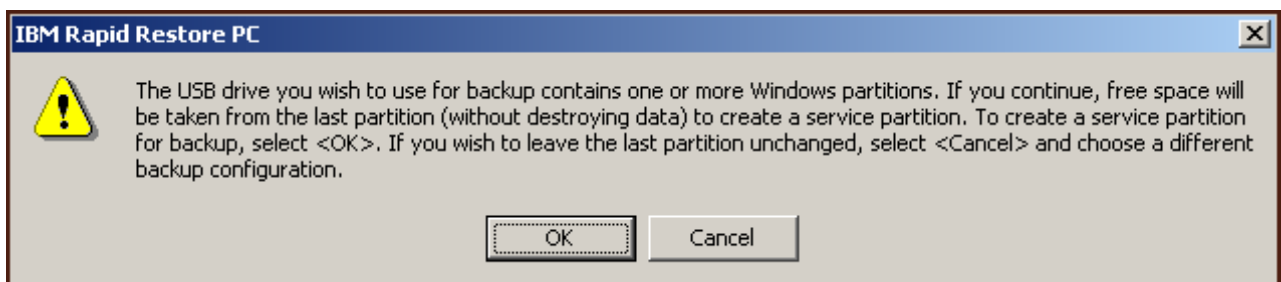 IBM Rapid Restore PC
The USB drive you wish to use for backup contains one or more Windows partitions. If you continue, free space will
be taken from the last partition (without destroying data) to create a service partition. To create a service partition
for backup, select <OK>. If you wish to leave the last partition unchanged, select <Cancel> and choose a different
backup configuration.
OK
Cancel